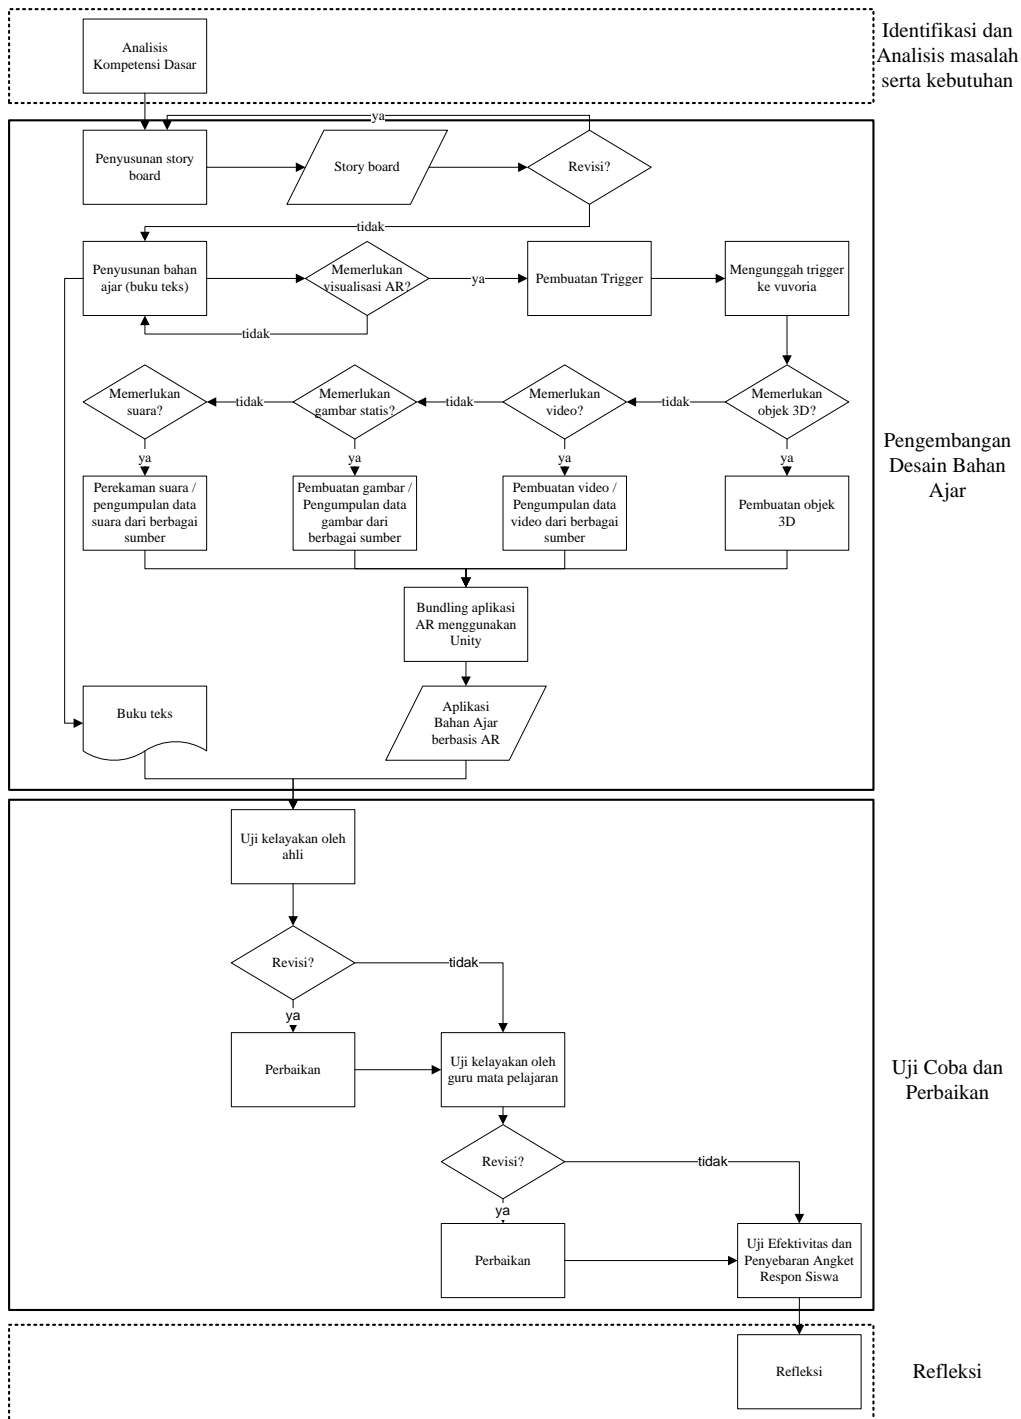 Analisis
Kompetensi Dasar
Identifikasi dan
Analisis masalah
serta kebutuhan
ya
Penyusunan story
board
Story board
Revisi?
tidak
Penyusunan bahan
ajar (buku teks)
Memerlukan
visualisasi AR?
ya
Pembuatan Trigger
Mengunggah trigger
ke vuvoria
tidak
Memerlukan
suara?
tidak
Memerlukan
gambar statis?
tidak
Memerlukan
video?
tidak
Memerlukan
objek 3D?
ya
ya
ya
ya
Perekaman suara /
pengumpulan data
suara dari berbagai
sumber
Pembuatan gambar /
Pengumpulan data
gambar dari
berbagai sumber
Pembuatan video /
Pengumpulan data
video dari berbagai
sumber
Pembuatan objek
3D
Pengembangan
Desain Bahan
Ajar
Bundling aplikasi
AR menggunakan
Unity
Buku teks
Aplikasi
Bahan Ajar
berbasis AR
Uji kelayakan oleh
ahli
Revisi?
tidak
ya
Perbaikan
Uji kelayakan oleh
guru mata pelajaran
Uji Coba dan
Perbaikan
Revisi?
tidak
ya
Perbaikan
Uji Efektivitas dan
Penyebaran Angket
Respon Siswa
Refleksi
Refleksi